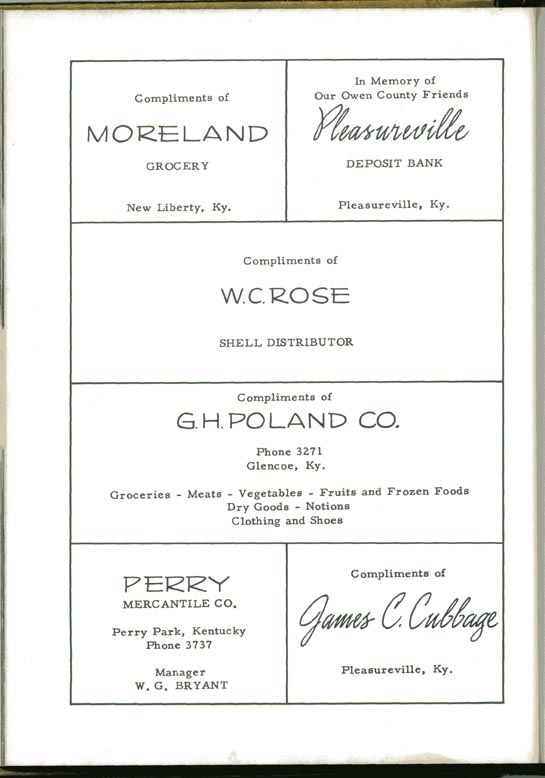 Compliments of
MORELAND
GROCERY
New Liberty, Ky.
In Memory of
Our Owen County Friends
Pleasureville
DEPOSIT BANK
Pleasureville, Ky.
Compliments of
W.C. ROSE
SHELL DISTRIBUTOR
Compliments of
G.H. POLAND CO.
Phone 3271
Glencoe, Ky.
Groceries - Meats - Vegetables - Fruits and Frozen Foods
Dry Goods - Notions
Clothing and Shoes
PERRY
MERCANTILE CO.
Perry Park, Kentucky
Phone 3737
Manager
W. G. BRYANT
Compliments of
James C. Cubbage
Pleasureville, Ky.